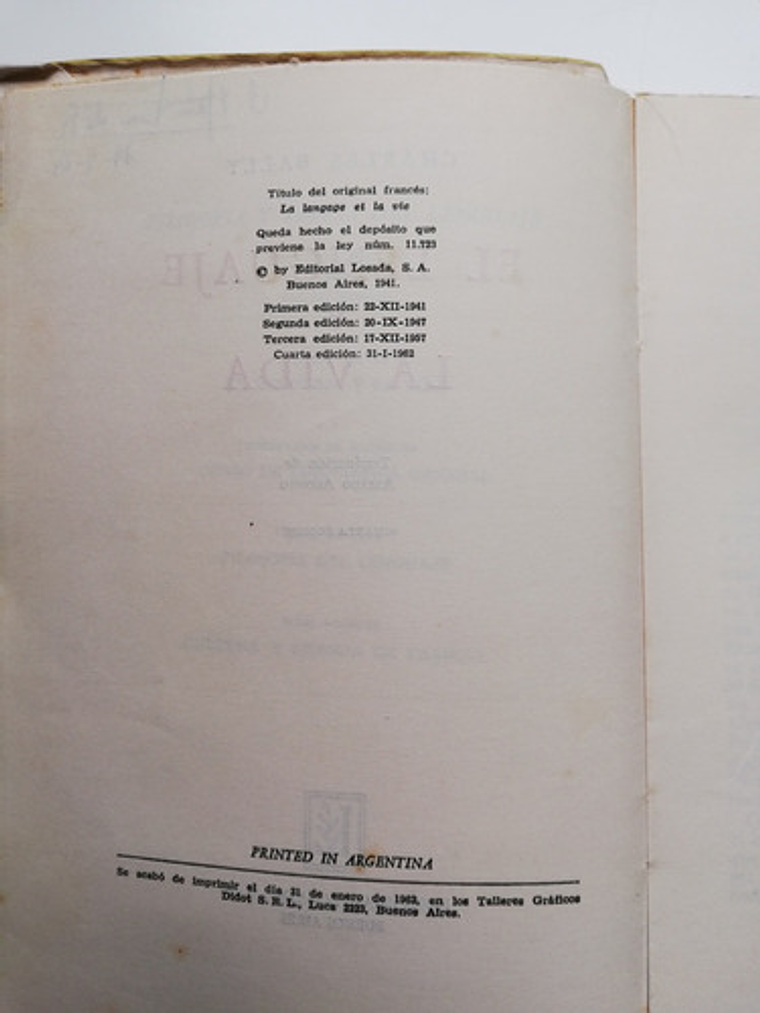 Título del original francés:
La langage et la vie
Queda hecho el depósito que
previene la ley núm. 11.723
© by Editorial Losada, S. A.
Buenos Aires, 1941.
Primera edición: 22-XII-1941
Segunda edición: 20-IX-1947
Tercera edición: 17-XII-1957
Cuarta edición: 31-I-1962
PRINTED IN ARGENTINA
Se acabó de imprimir el día 31 de enero de 1962, en los Talleres Gráficos
Didot S. R. L., Luca 2223, Buenos Aires.